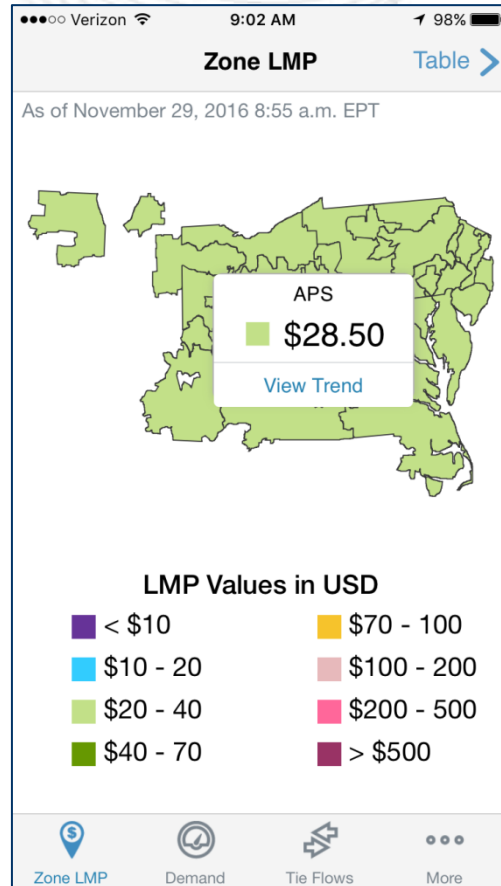 Verizon 9:02 AM 98%
Zone LMP Table
As of November 29, 2016 8:55 a.m. EPT
APS
$28.50
View Trend
LMP Values in USD
< $10 $70 - 100
$10 - 20 $100 - 200
$20 - 40 $200 - 500
$40 - 70 > $500
Zone LMP Demand Tie Flows More